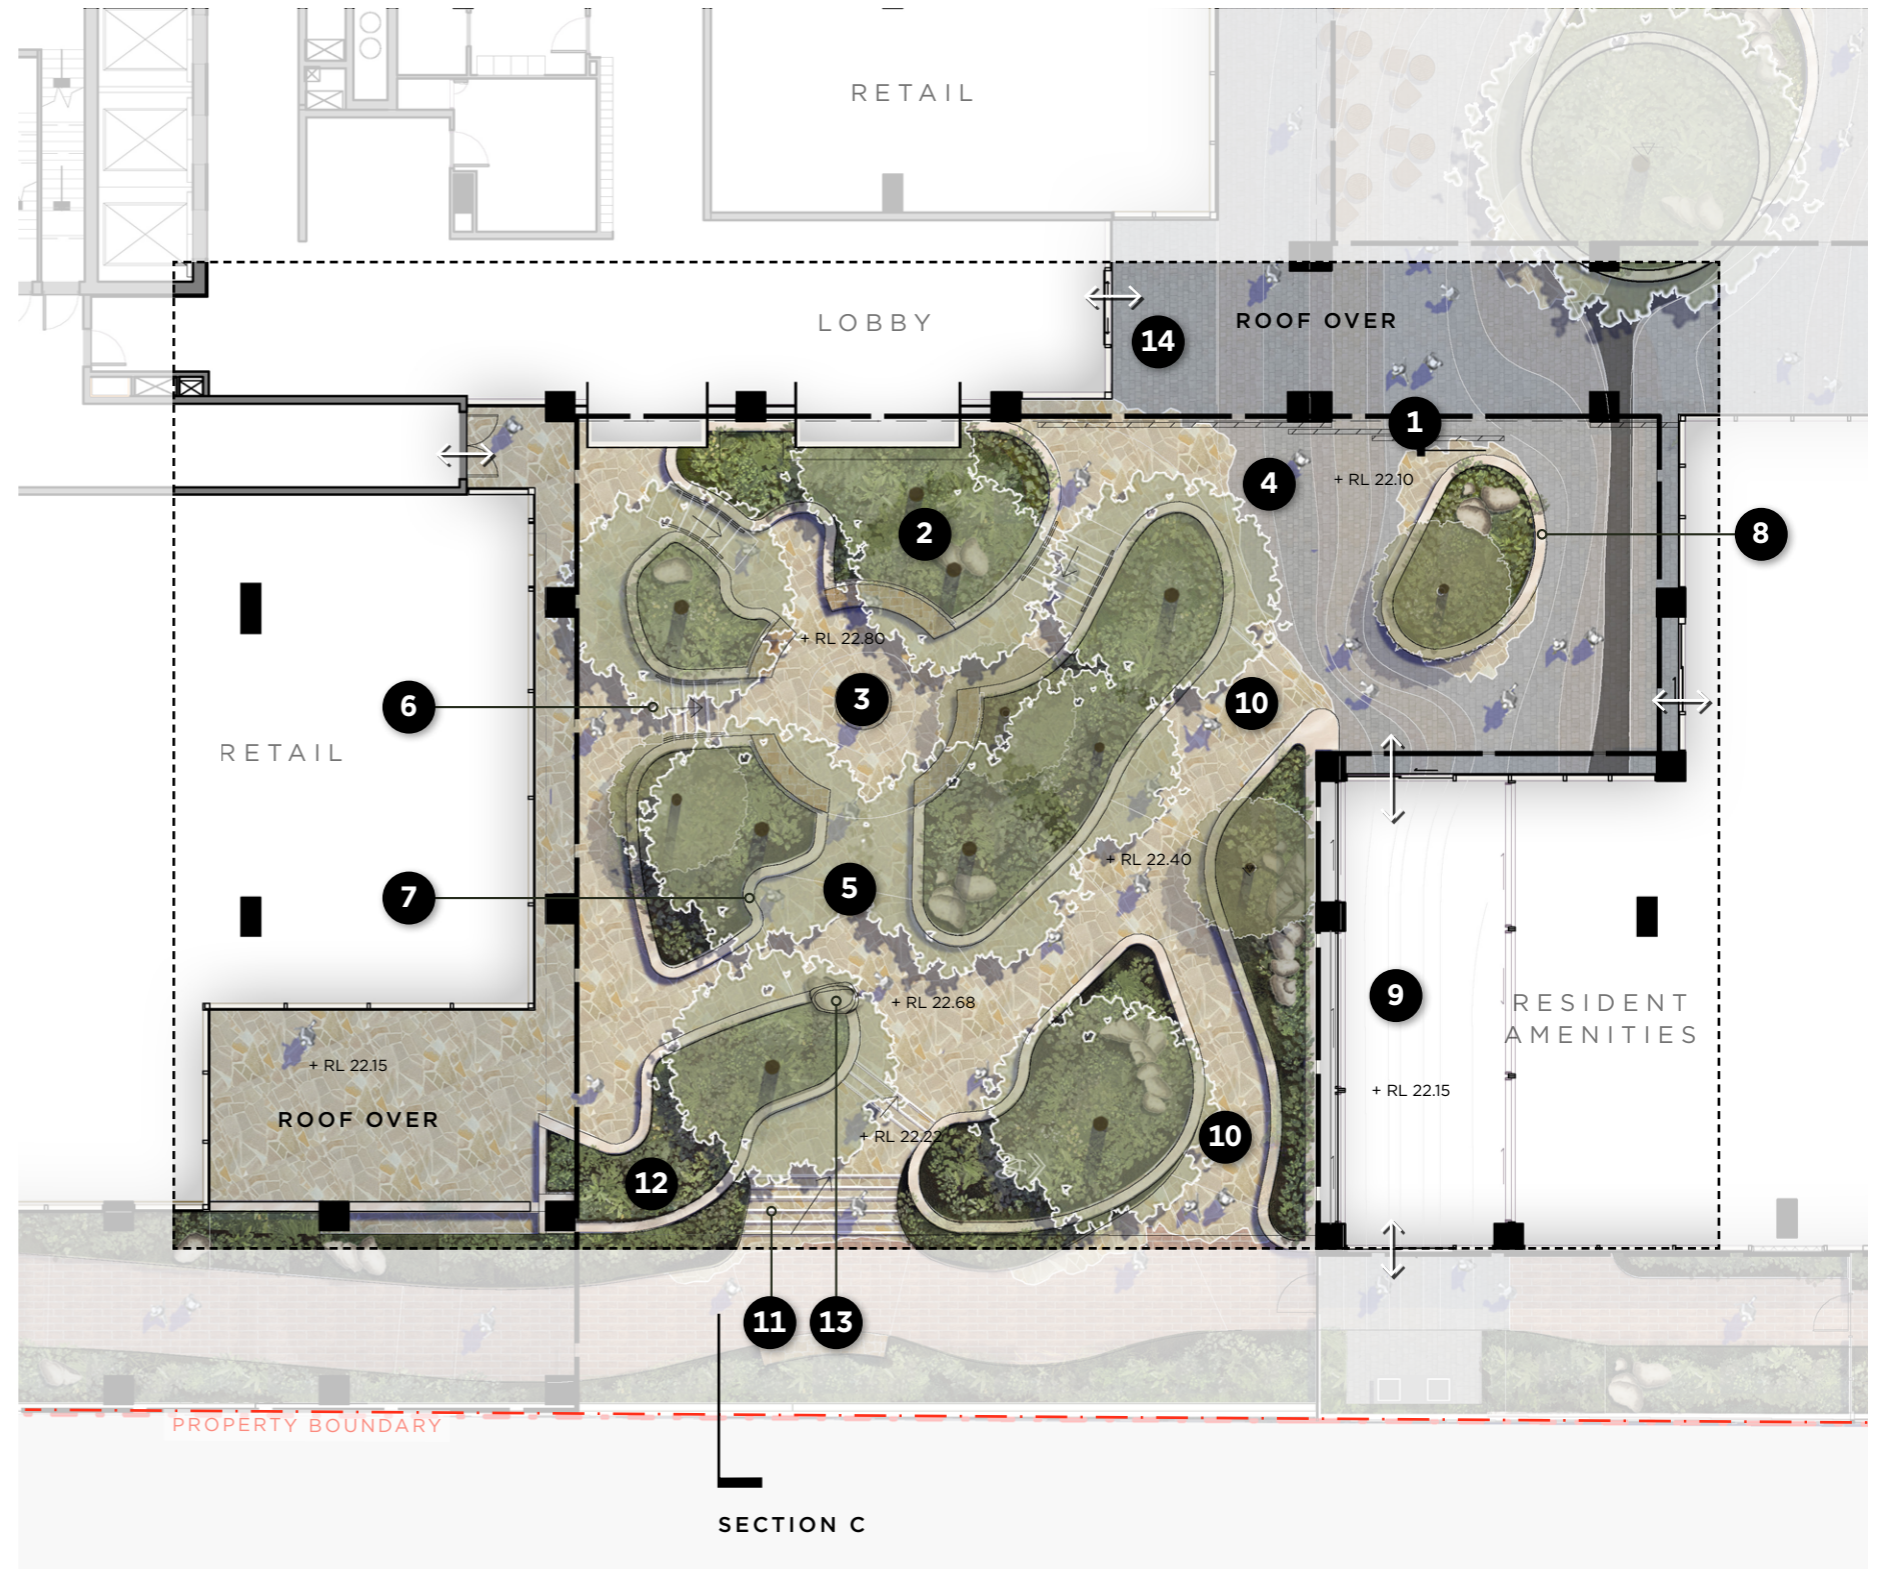 RETAIL
LOBBY
ROOF OVER
14
1
4
+ RL 22.10
2
8
+ RL 22.80
3
6
10
RETAIL
+ RL 22.40
5
7
9
+ RL 22.68
RESIDENT
AMENITIES
+ RL 22.15
+ RL 22.15
ROOF OVER
+ RL 22.22
10
12
11
13
PROPERTY BOUNDARY
SECTION C